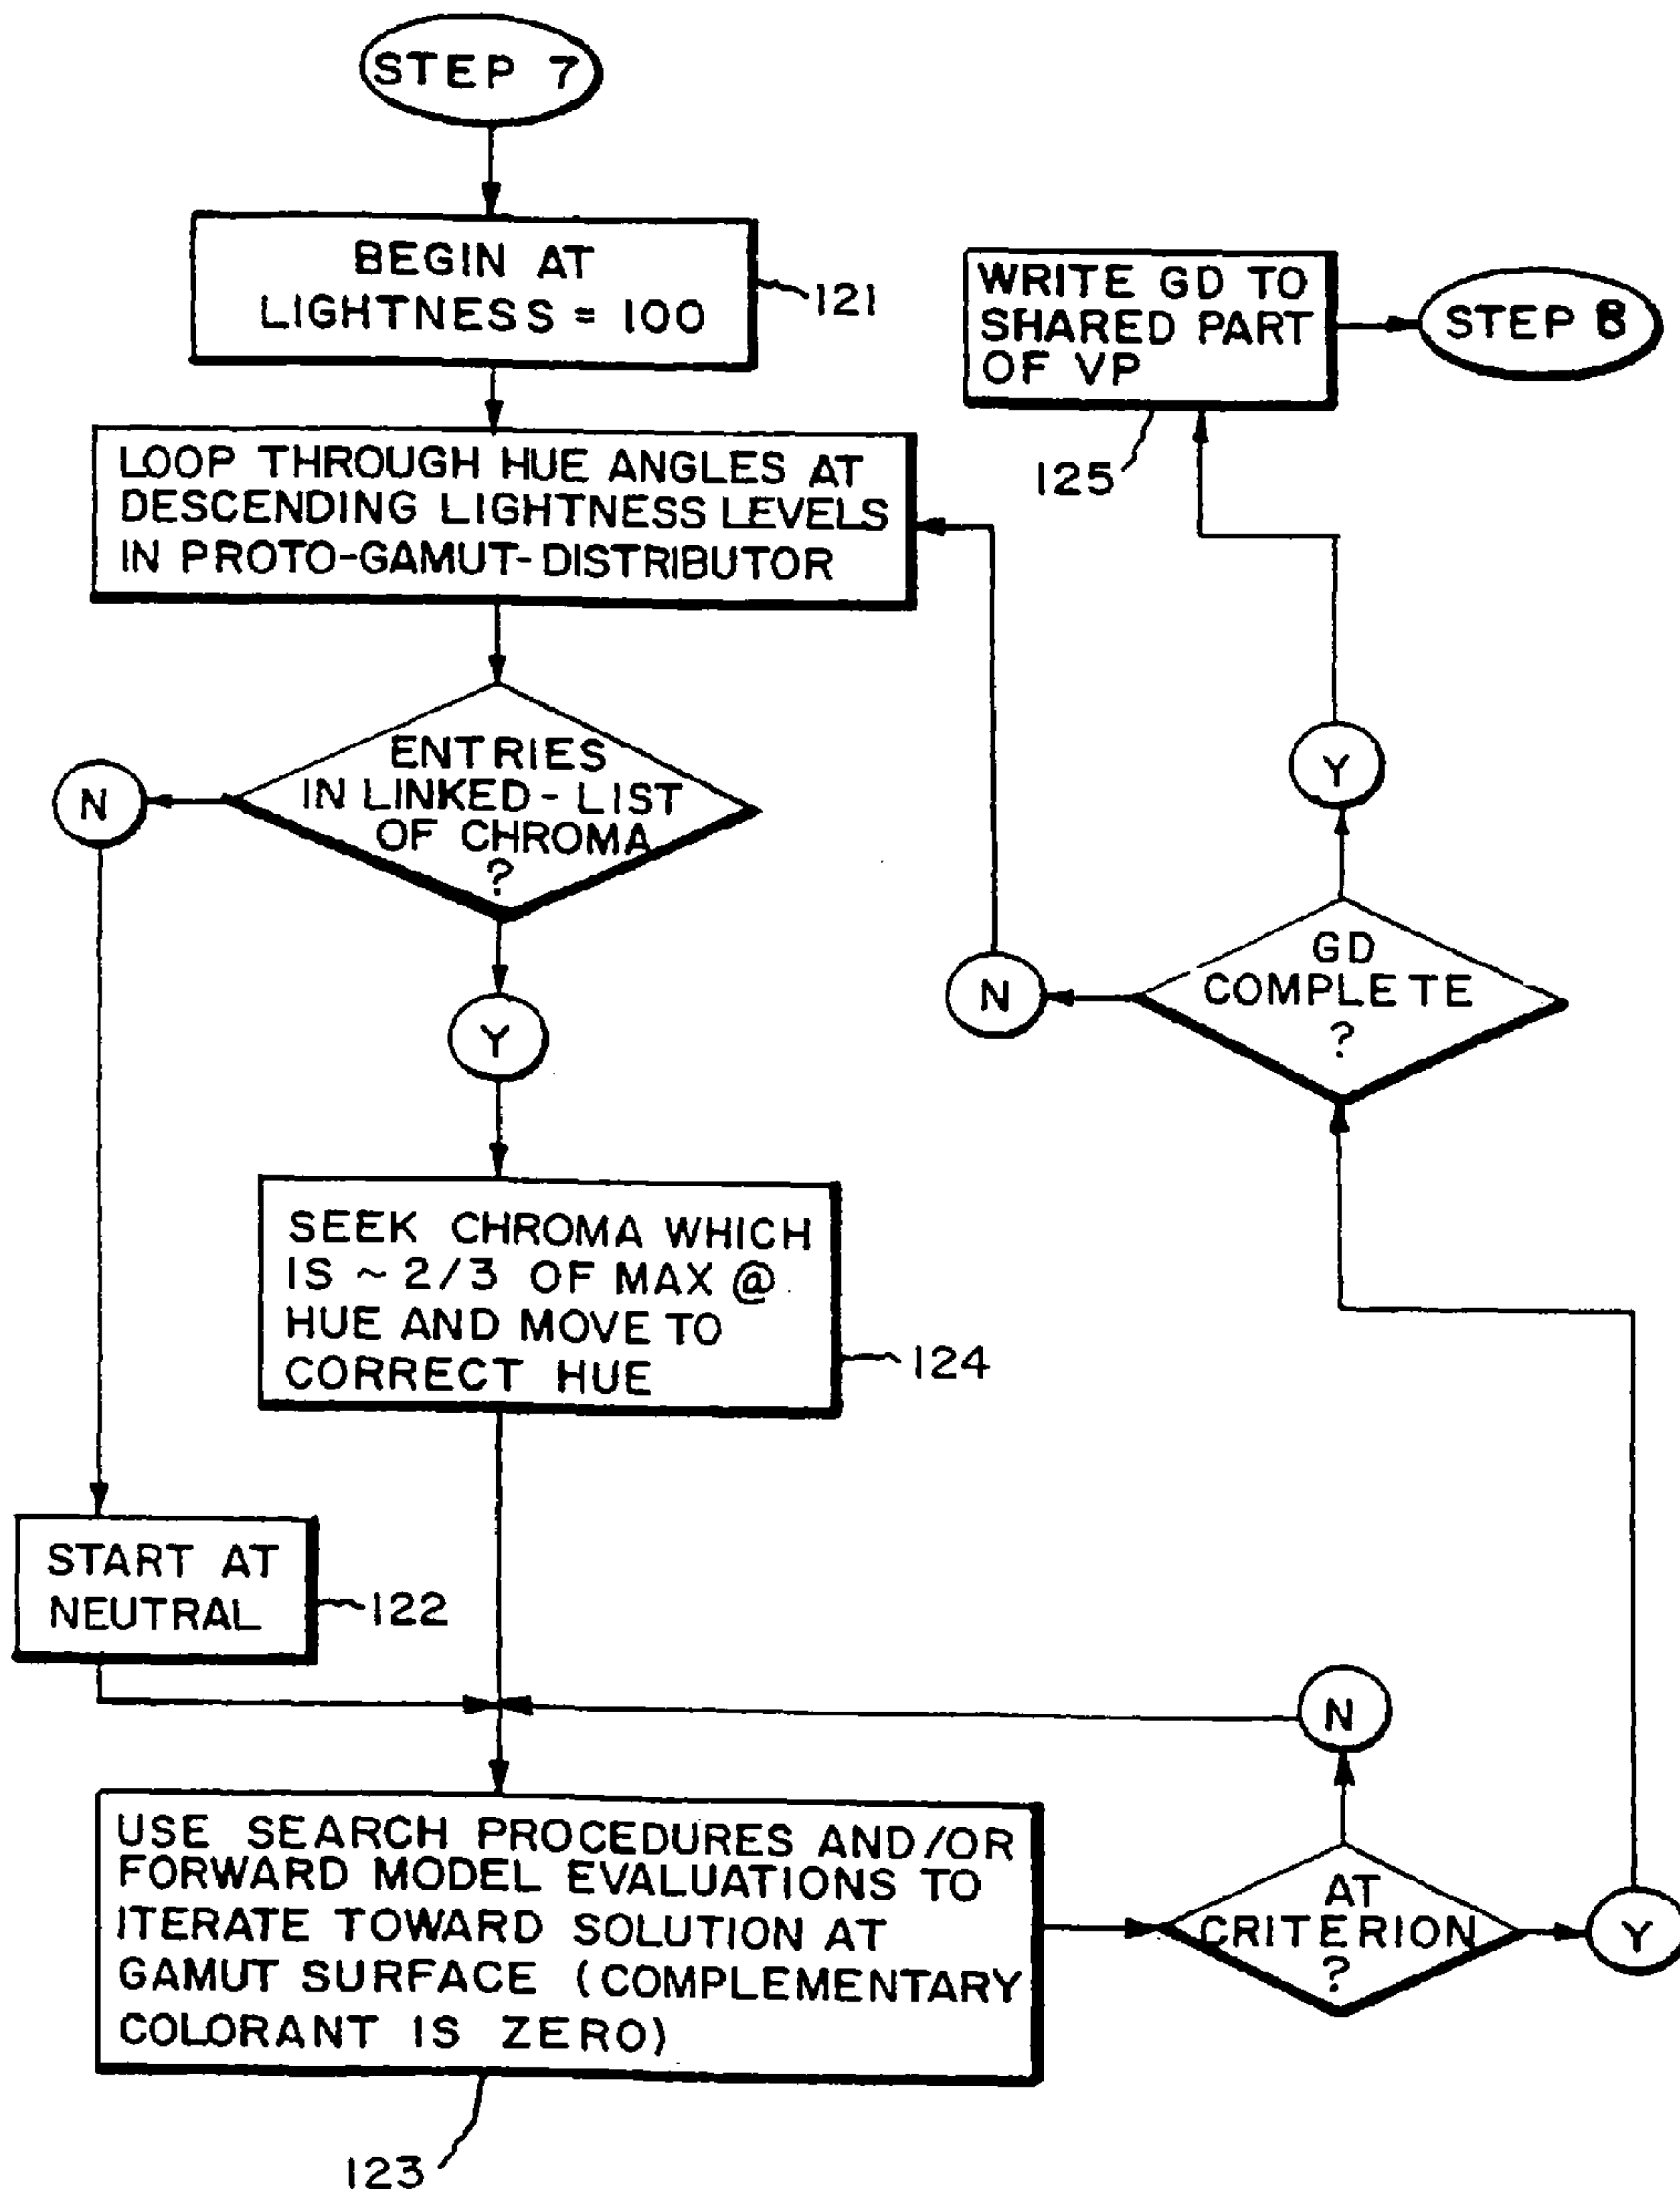 STEP 7
BEGIN AT
LIGHTNESS = 100
121
LOOP THROUGH HUE ANGLES AT
DESCENDING LIGHTNESS LEVELS
IN PROTO-GAMUT-DISTRIBUTOR
ENTRIES
IN LINKED-LIST
OF CHROMA
?
N
Y
SEEK CHROMA WHICH
IS ~ 2/3 OF MAX @
HUE AND MOVE TO
CORRECT HUE
124
START AT
NEUTRAL
122
USE SEARCH PROCEDURES AND/OR
FORWARD MODEL EVALUATIONS TO
ITERATE TOWARD SOLUTION AT
GAMUT SURFACE (COMPLEMENTARY
COLORANT IS ZERO)
123
AT
CRITERION
?
N
Y
GD
COMPLETE
?
N
Y
WRITE GD TO
SHARED PART
OF VP
125
STEP 8